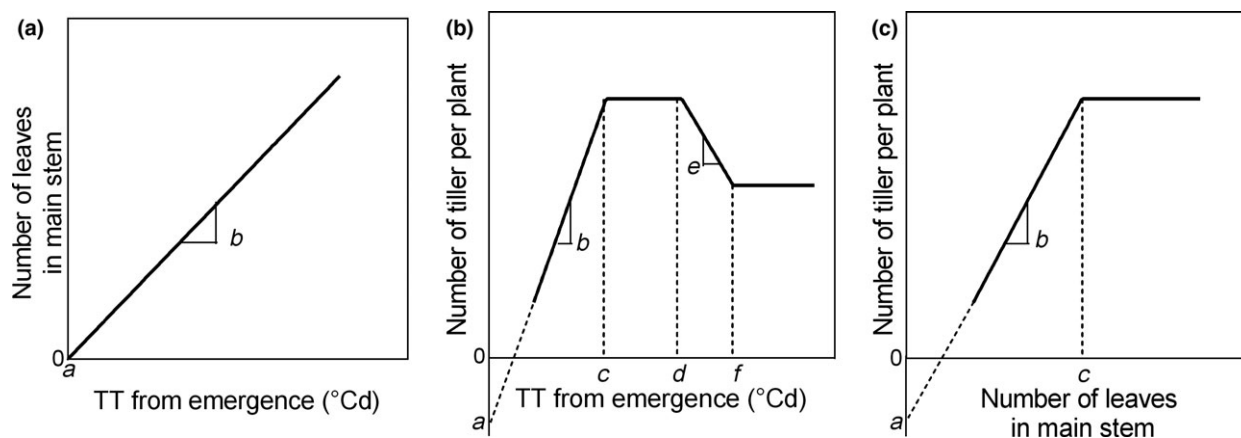 (a)
Number of leaves
in main stem
b
0
a
TT from emergence (°Cd)
(b)
Number of tiller per plant
b
e
0
a
c
d
f
TT from emergence (°Cd)
(c)
Number of tiller per plant
b
0
a
c
Number of leaves
in main stem